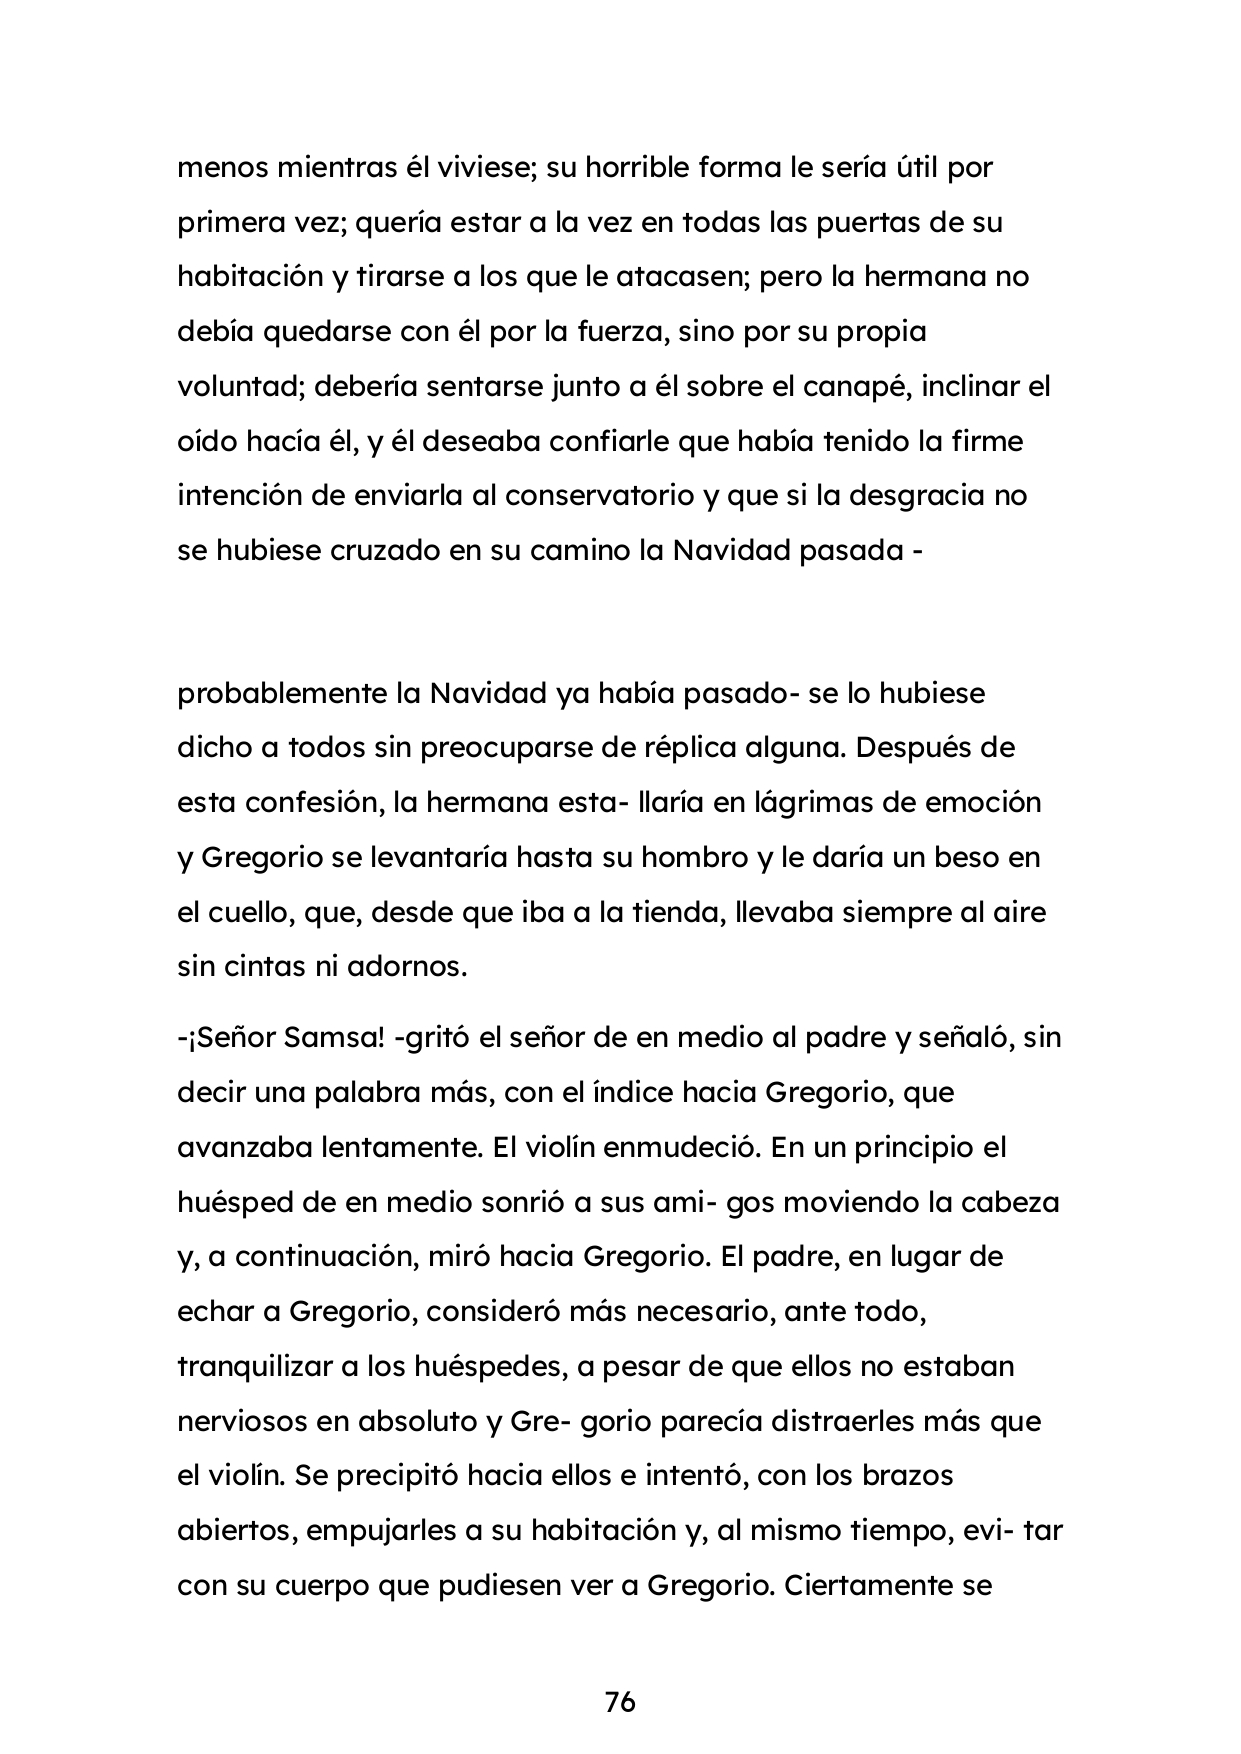 menos mientras él viviese; su horrible forma le sería útil por
primera vez; quería estar a la vez en todas las puertas de su
habitación y tirarse a los que le atacasen; pero la hermana no
debía quedarse con él por la fuerza, sino por su propia
voluntad; debería sentarse junto a él sobre el canapé, inclinar el
oído hacía él, y él deseaba confiarle que había tenido la firme
intención de enviarla al conservatorio y que si la desgracia no
se hubiese cruzado en su camino la Navidad pasada -
probablemente la Navidad ya había pasado- se lo hubiese
dicho a todos sin preocuparse de réplica alguna. Después de
esta confesión, la hermana esta- llaría en lágrimas de emoción
y Gregorio se levantaría hasta su hombro y le daría un beso en
el cuello, que, desde que iba a la tienda, llevaba siempre al aire
sin cintas ni adornos.
-¡Señor Samsa! -gritó el señor de en medio al padre y señaló, sin
decir una palabra más, con el índice hacia Gregorio, que
avanzaba lentamente. El violín enmudeció. En un principio el
huésped de en medio sonrió a sus ami- gos moviendo la cabeza
y, a continuación, miró hacia Gregorio. El padre, en lugar de
echar a Gregorio, consideró más necesario, ante todo,
tranquilizar a los huéspedes, a pesar de que ellos no estaban
nerviosos en absoluto y Gre- gorio parecía distraerles más que
el violín. Se precipitó hacia ellos e intentó, con los brazos
abiertos, empujarles a su habitación y, al mismo tiempo, evi- tar
con su cuerpo que pudiesen ver a Gregorio. Ciertamente se
76